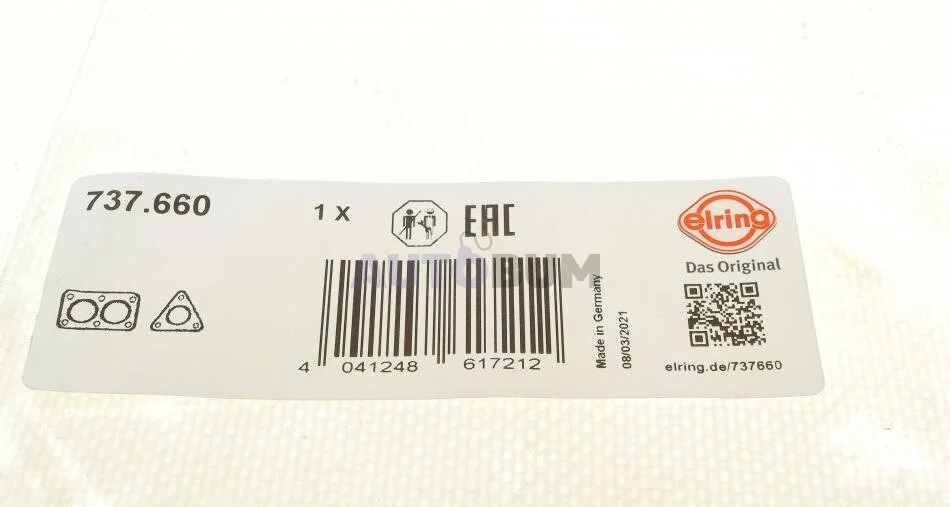 737.660
1 X
EAC
elring
Das Original
AUTOBUM
Made in Germany
08/03/2021
4 041248 617212
elring.de/737660